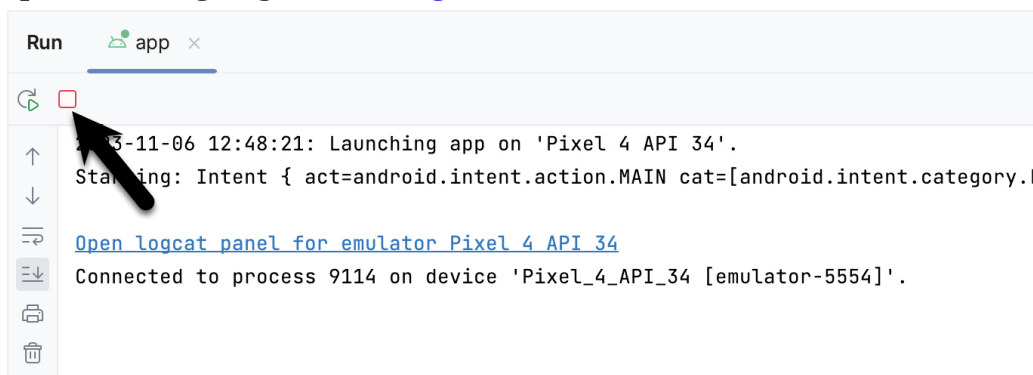 Run app
-11-06 12:48:21: Launching app on 'Pixel 4 API 34'.
Intent { act=android.intent.action.MAIN cat=[android.intent.category.
Open logcat panel for emulator Pixel 4 API 34
Connected to process 9114 on device 'Pixel_4_API_34 [emulator-5554]'.